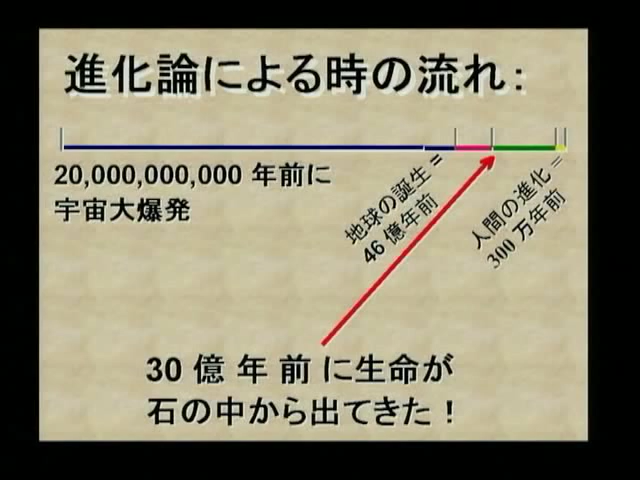 進化論による時の流れ：
20,000,000,000 年前に
宇宙大爆発
地球の誕生＝
46 億年前
人間の進化＝
300 万年前
30 億 年 前 に生命が
石の中から出てきた！